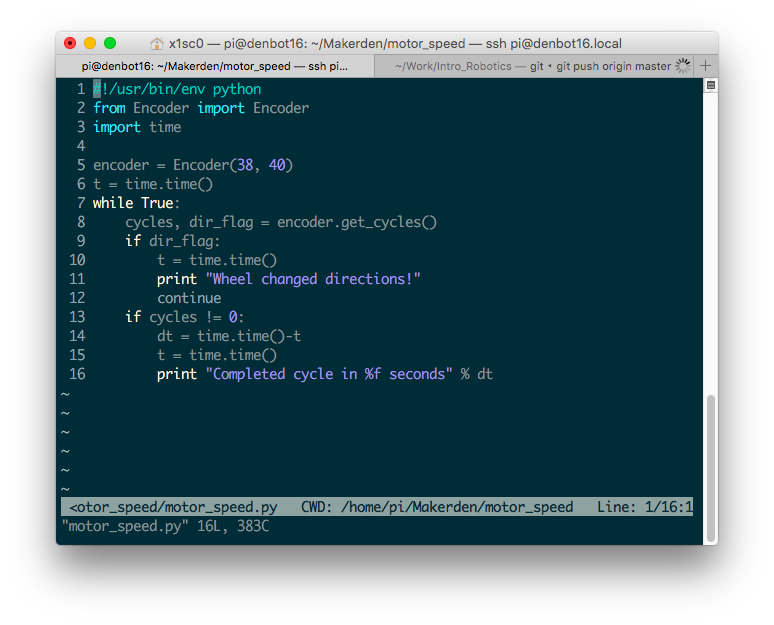 x1sc0 — pi@denbot16: ~/Makerden/motor_speed — ssh pi@denbot16.local
pi@denbot16: ~/Makerden/motor_speed — ssh pi... ~/Work/Intro_Robotics — git • git push origin master +
1 #!/usr/bin/env python
2 from Encoder import Encoder
3 import time
4
5 encoder = Encoder(38, 40)
6 t = time.time()
7 while True:
8     cycles, dir_flag = encoder.get_cycles()
9     if dir_flag:
10         t = time.time()
11         print "Wheel changed directions!"
12         continue
13     if cycles != 0:
14         dt = time.time()-t
15         t = time.time()
16         print "Completed cycle in %f seconds" % dt
~
~
~
~
~
~
<otor_speed/motor_speed.py   CWD: /home/pi/Makerden/motor_speed   Line: 1/16:1
"motor_speed.py" 16L, 383C